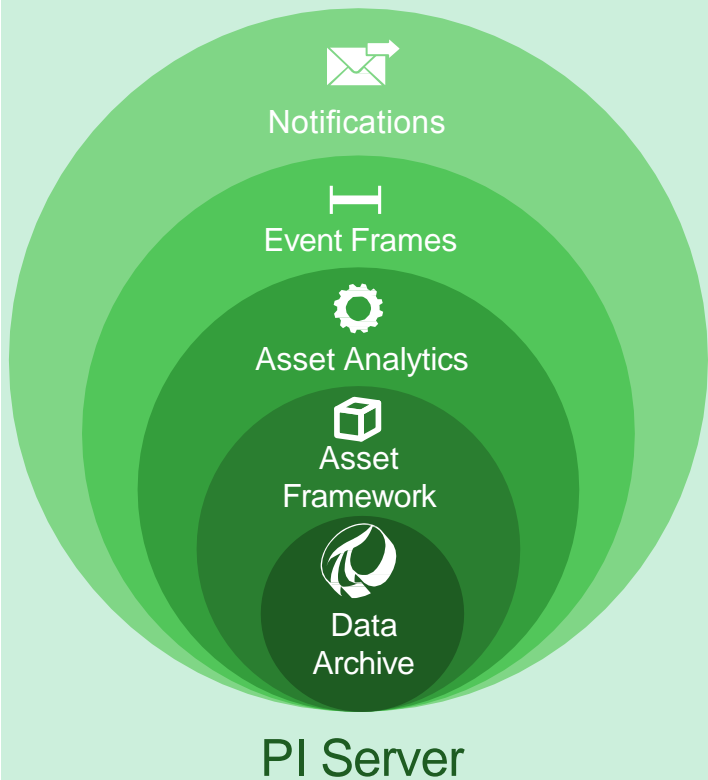 Notifications
Event Frames
Asset Analytics
Asset
Framework
Data
Archive
PI Server